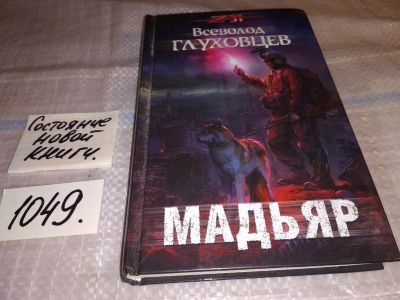 Всеволод
ГЛУХОВЦЕВ
МАДЬЯР
Состояние
новой
книги.
1049.